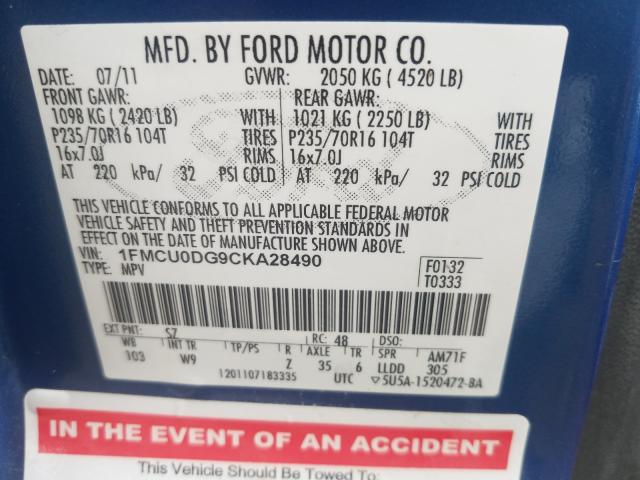 MFD. BY FORD MOTOR CO.
DATE: 07/11 GVWR: 2050 KG ( 4520 LB)
FRONT GAWR: REAR GAWR:
1098 KG ( 2420 LB) WITH 1021 KG ( 2250 LB) WITH
P235/70R16 104T TIRES P235/70R16 104T TIRES
16x7.0J RIMS 16x7.0J RIMS
AT 220 kPa/ 32 PSI COLD AT 220 kPa/ 32 PSI COLD
THIS VEHICLE CONFORMS TO ALL APPLICABLE FEDERAL MOTOR
VEHICLE SAFETY AND THEFT PREVENTION STANDARDS IN
EFFECT ON THE DATE OF MANUFACTURE SHOWN ABOVE.
VIN: 1FMCU0DG9CKA28490 F0132
TYPE: MPV T0333
EXT PNT: SZ RC: 48 DSO:
WB INT TR TP/PS R AXLE TR SPR AM71F
103 W9 Z 35 6 LLDD 305
1201107183335 UTC ▽5U5A-1520472-BA
IN THE EVENT OF AN ACCIDENT
This Vehicle Should Be Towed To: